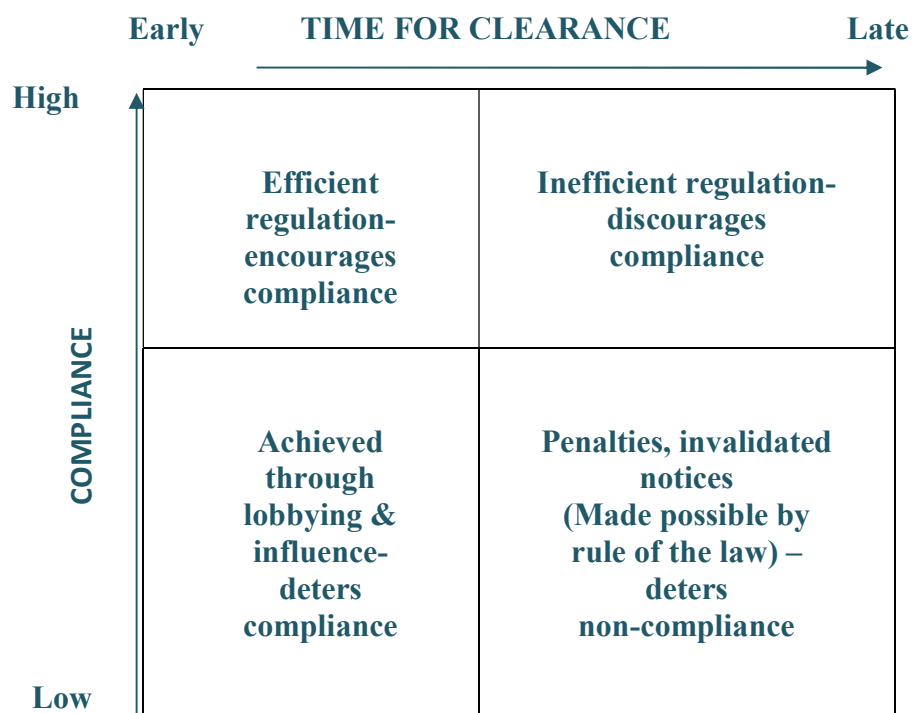 Early TIME FOR CLEARANCE Late
High
Efficient
regulation-
encourages
compliance
Inefficient regulation-
discourages
compliance
COMPLIANCE
Achieved
through
lobbying &
influence-
deters
compliance
Penalties, invalidated
notices
(Made possible by
rule of the law) –
deters
non-compliance
Low